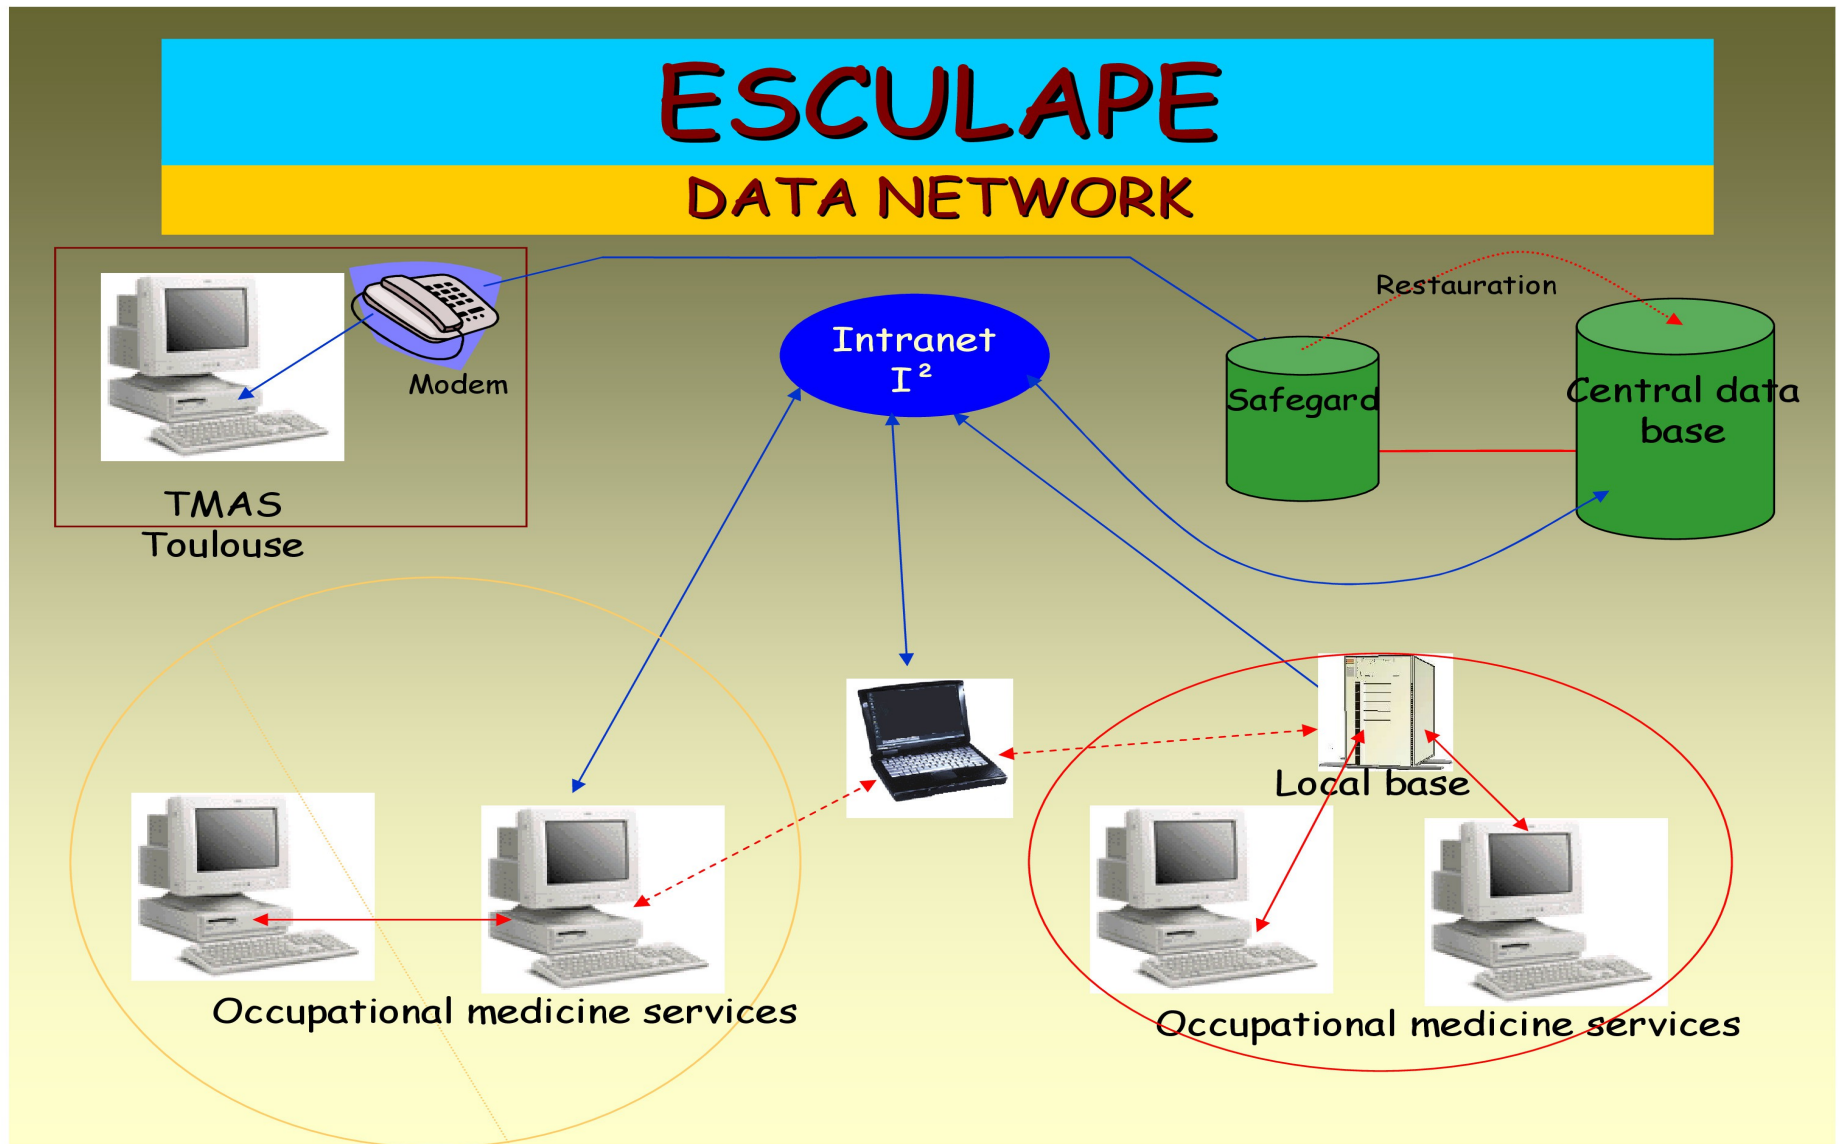 ESCULAPE
DATA NETWORK
Restauration
Modem
Intranet
I²
Safegard
Central data
base
TMAS
Toulouse
Local base
Occupational medicine services
Occupational medicine services